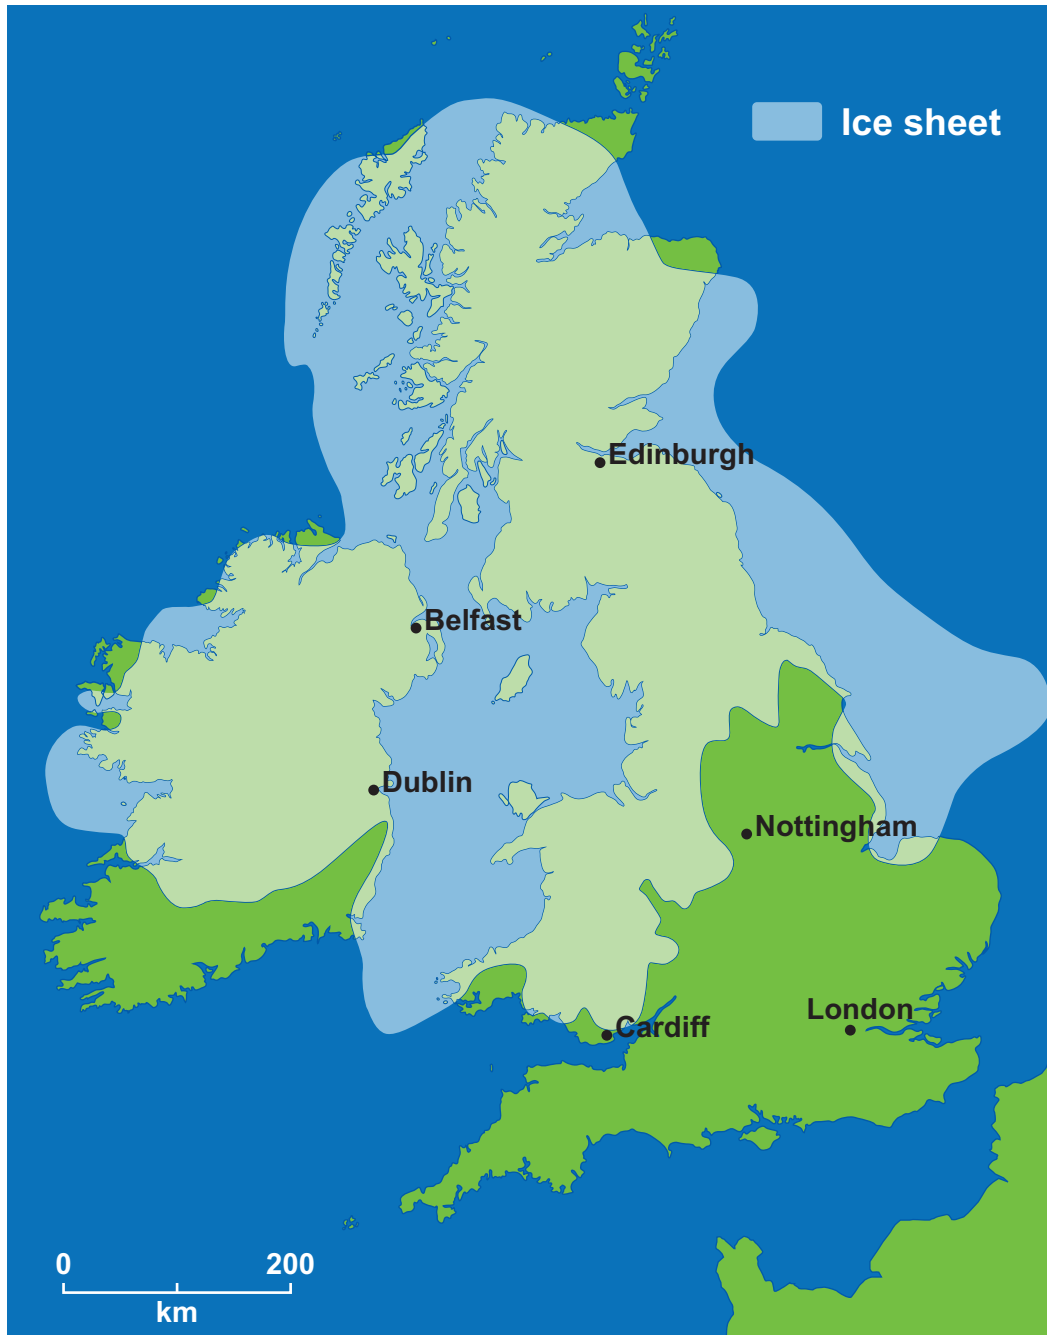 Ice sheet
Edinburgh
Belfast
Dublin
Nottingham
London
Cardiff
0 200
km